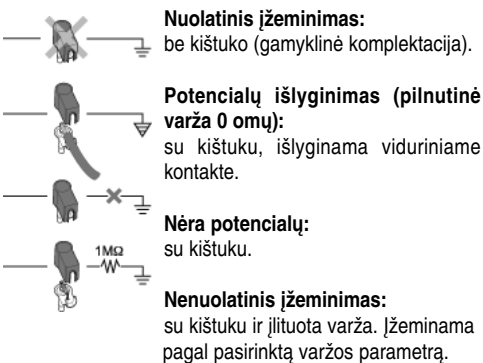 Nuolatinis įžeminimas:
be kištuko (gamyklinė komplektacija).
Potencialų išlyginimas (pilnutinė
varža 0 omų):
su kištuku, išlyginama viduriniame
kontakte.
Nėra potencialų:
su kištuku.
1MΩ
Nenuolatinis įžeminimas:
su kištuku ir įlituota varža. Įžeminama
pagal pasirinktą varžos parametrą.